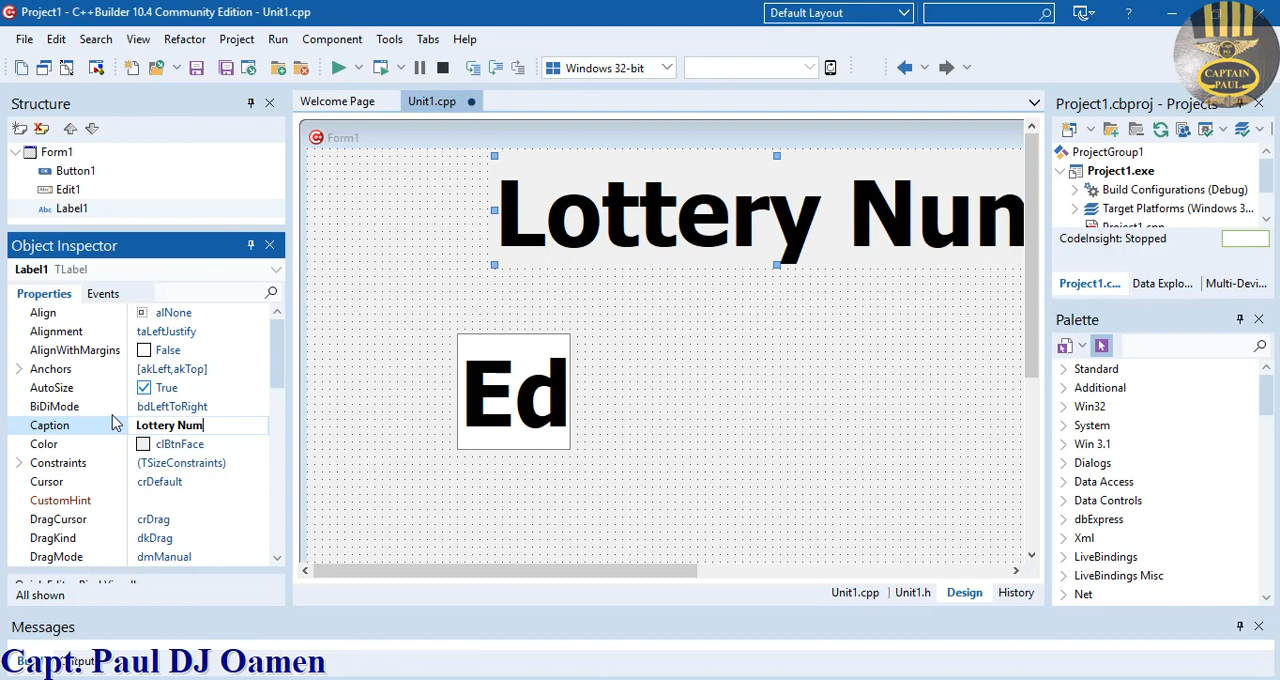 Project1 - C++Builder 10.4 Community Edition - Unit1.cpp
Default Layout
?
File Edit Search View Refactor Project Run Component Tools Tabs Help
Windows 32-bit
CAPTAIN
PAUL
Structure
Form1
Button1
Edit1
Label1
Object Inspector
Label1 TLabel
Properties Events
Align alNone
Alignment taLeftJustify
AlignWithMargins False
Anchors [akLeft,akTop]
AutoSize True
BiDiMode bdLeftToRight
Caption Lottery Num
Color clBtnFace
Constraints (TSizeConstraints)
Cursor crDefault
CustomHint
DragCursor crDrag
DragKind dkDrag
DragMode dmManual
All shown
Welcome Page Unit1.cpp
Form1
Lottery Num
Ed
Unit1.cpp Unit1.h Design History
Project1.cbproj - Projects
ProjectGroup1
Project1.exe
Build Configurations (Debug)
Target Platforms (Windows 3...
Project1.cpp
CodeInsight: Stopped
Project1.c... Data Explo... Multi-Devi...
Palette
Standard
Additional
Win32
System
Win 3.1
Dialogs
Data Access
Data Controls
dbExpress
Xml
LiveBindings
LiveBindings Misc
Net
Messages
Capt. Paul DJ Oamen